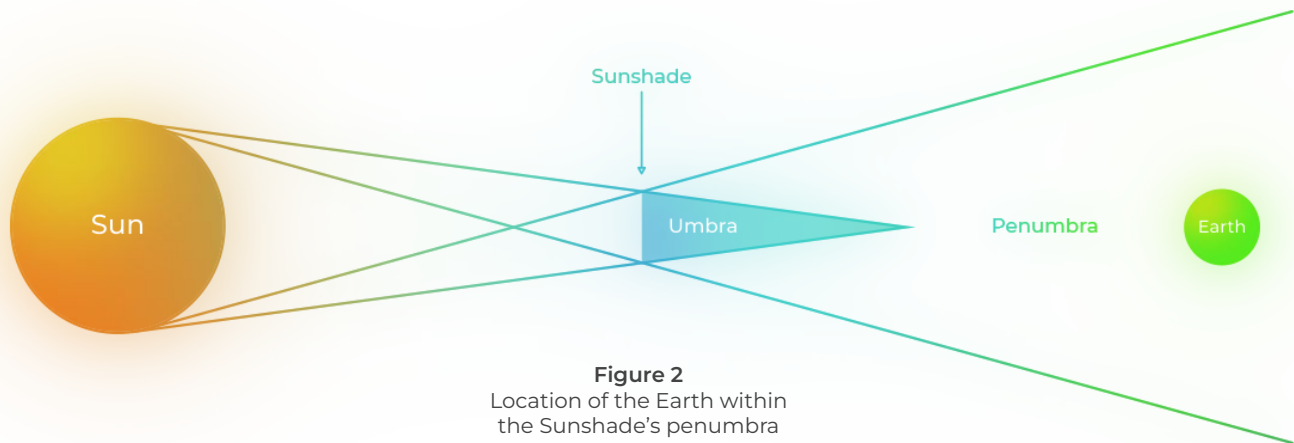 Sunshade
Sun
Umbra
Penumbra
Earth
Figure 2
Location of the Earth within
the Sunshade's penumbra